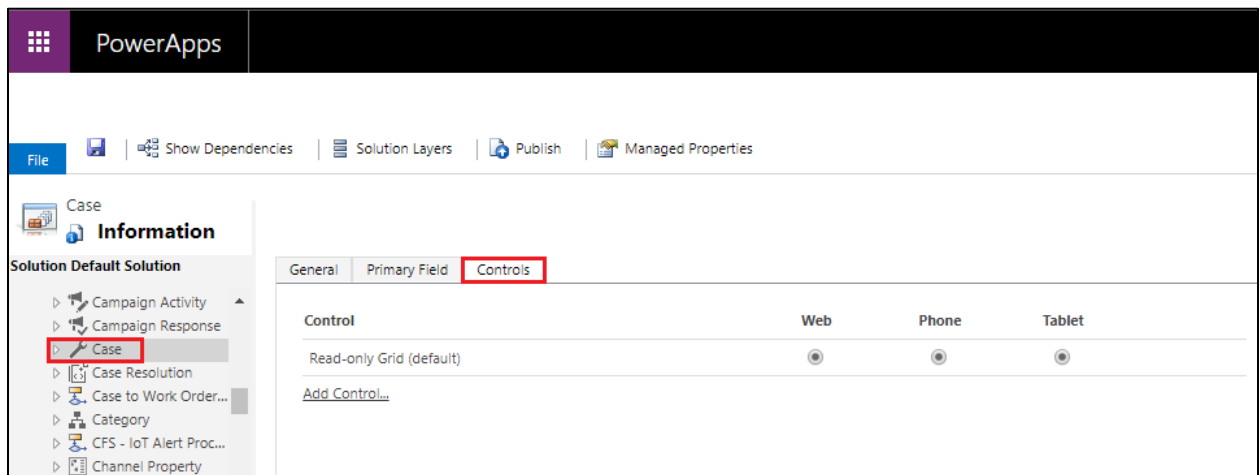 PowerApps
File
Show Dependencies
Solution Layers
Publish
Managed Properties
Case
Information
Solution Default Solution
Campaign Activity
Campaign Response
Case
Case Resolution
Case to Work Order...
Category
CFS - IoT Alert Proc...
Channel Property
General
Primary Field
Controls
Control Web Phone Tablet
Read-only Grid (default)
Add Control...